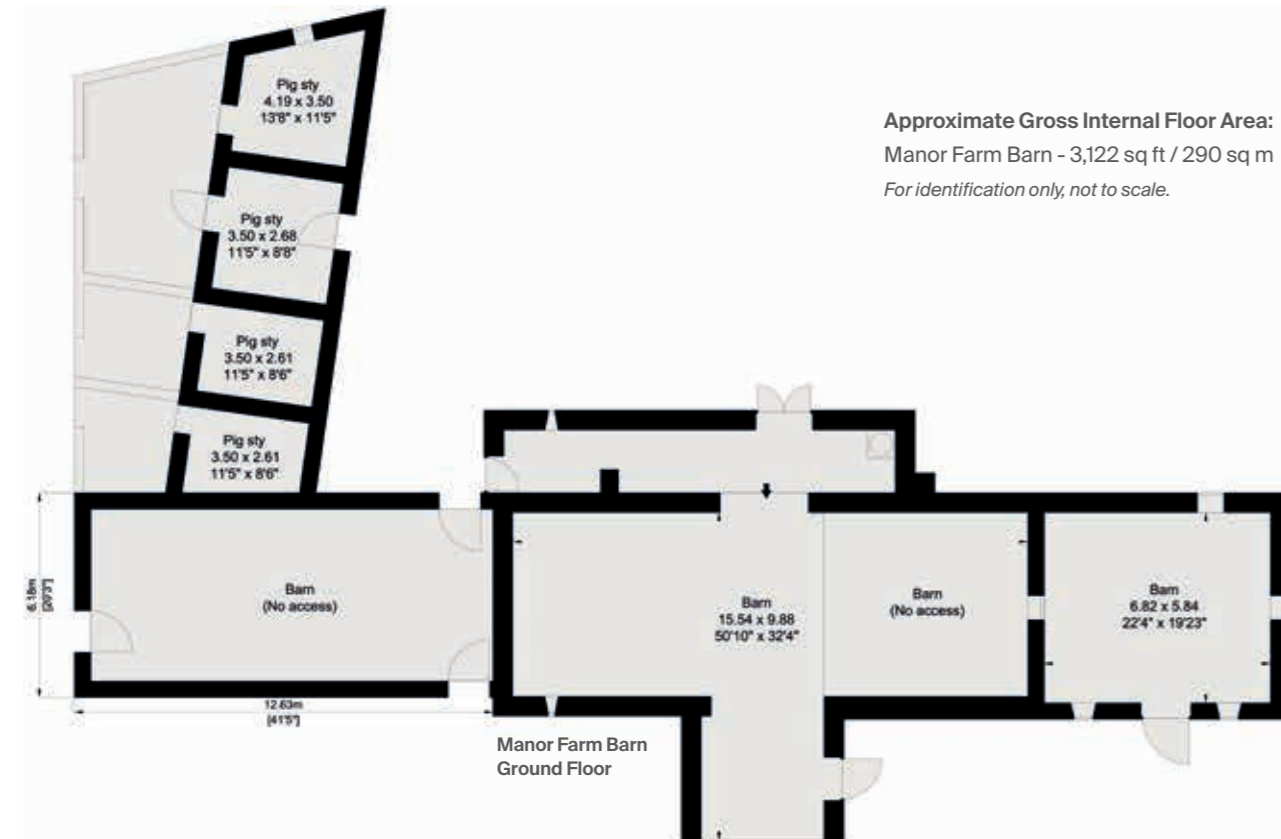 Pig sty
4.19 x 3.50
13'8" x 11'5"
Approximate Gross Internal Floor Area:
Manor Farm Barn - 3,122 sq ft / 290 sq m
For identification only, not to scale.
Pig sty
3.50 x 2.68
11'5" x 8'8"
Pig sty
3.50 x 2.61
11'5" x 8'6"
Pig sty
3.50 x 2.61
11'5" x 8'6"
6.18m
[20'3"]
Barn
(No access)
Barn
15.54 x 9.88
50'10" x 32'4"
Barn
(No access)
Barn
6.82 x 5.84
22'4" x 19'23"
12.63m
[41'5"]
Manor Farm Barn
Ground Floor